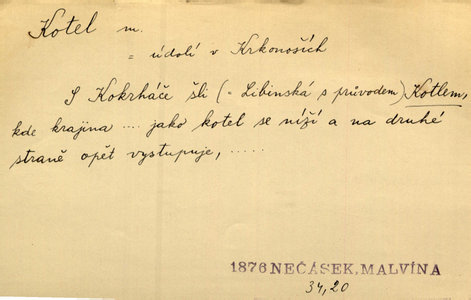 Kotel m.
= údolí v Krkonoších
S Kokrháče šli (= Libinská s průvodem) Kotlem,
kde krajina .... jako kotel se níží a na druhé
straně opět vystupuje, .....
1876 NEČÁSEK, MALVÍNA
34,20